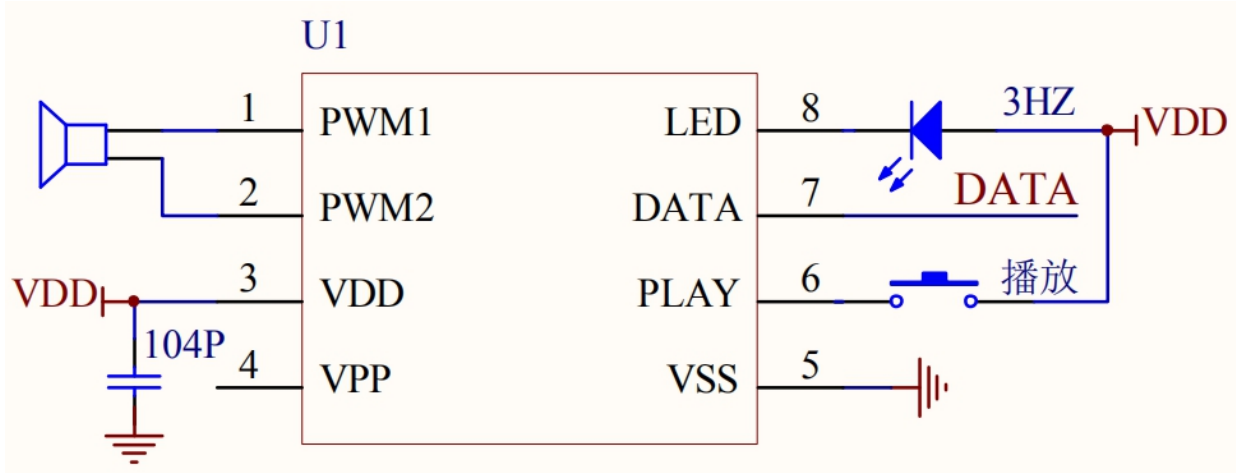 U1
1 PWM1 LED 8 3HZ VDD
2 PWM2 DATA 7 DATA
VDD 3 VDD PLAY 6 播放
104P 4 VPP VSS 5